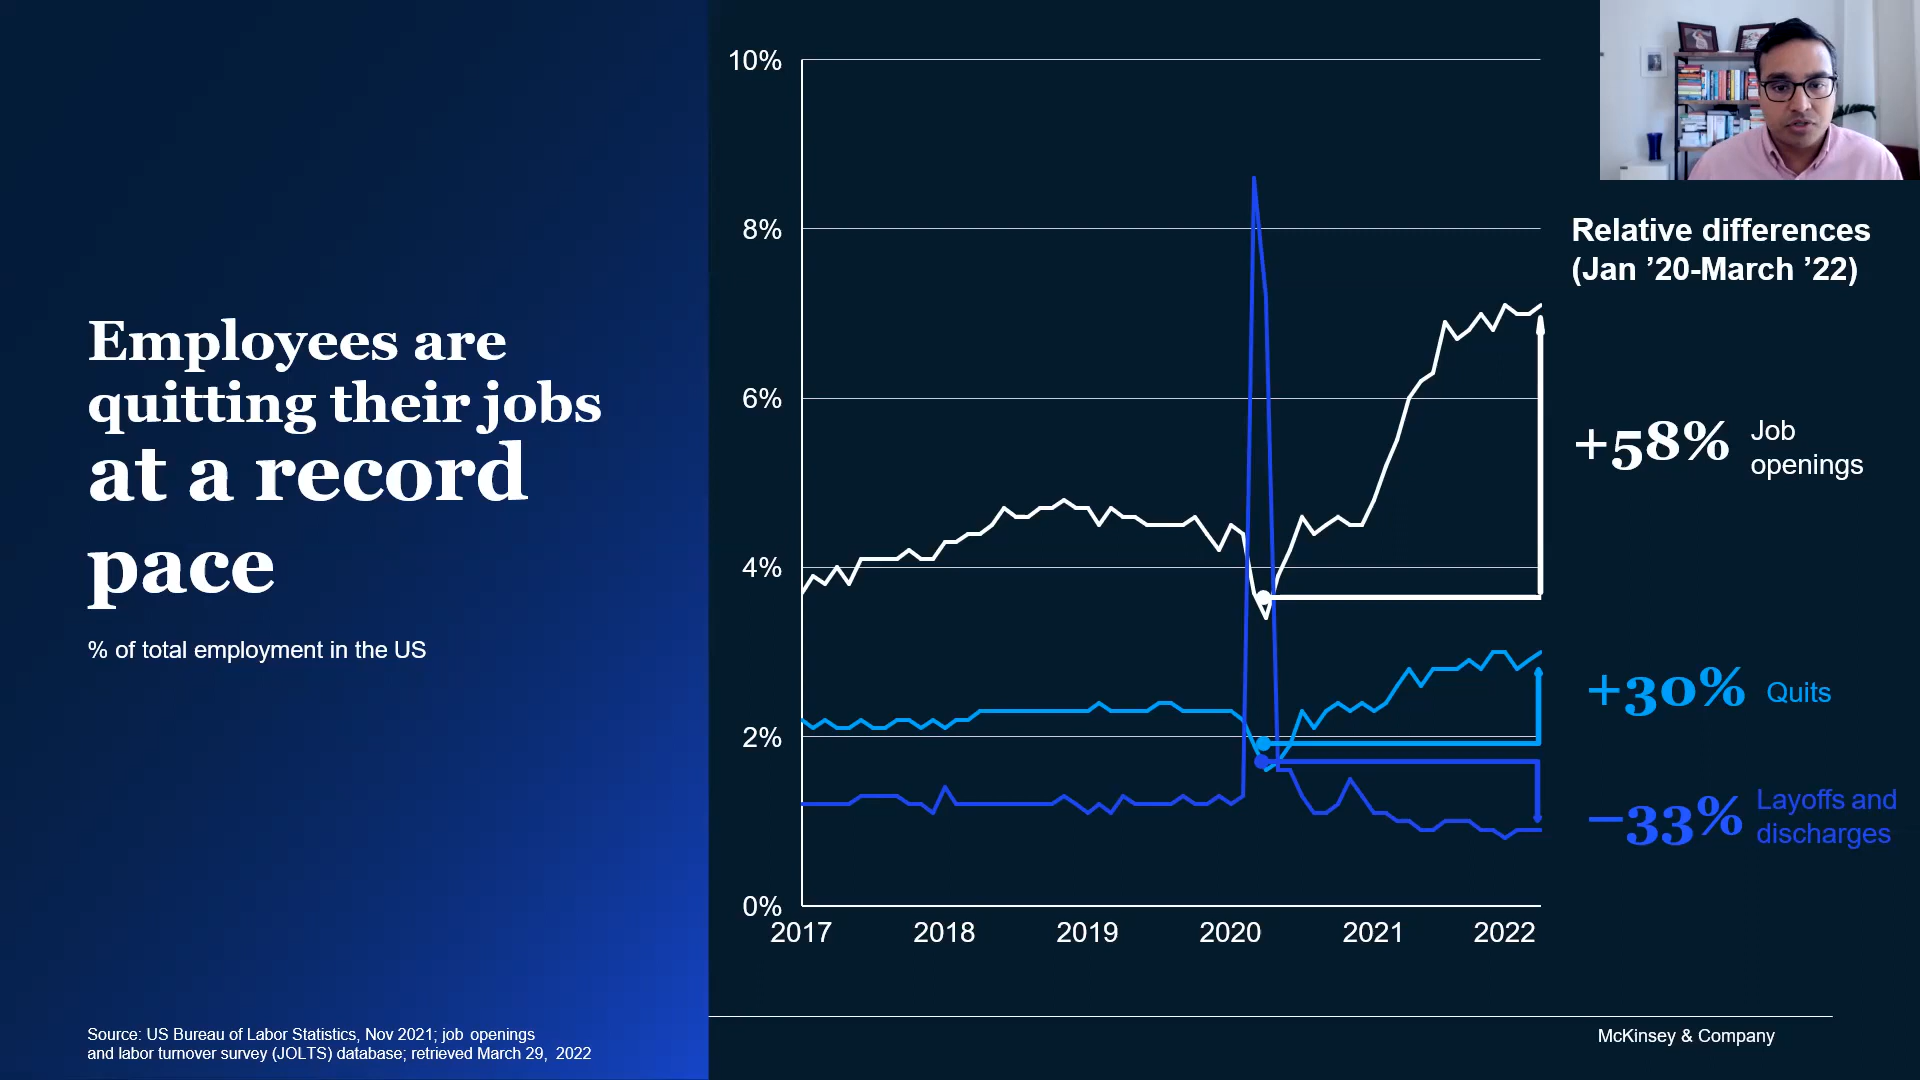 Employees are
quitting their jobs
at a record
pace
% of total employment in the US
Source: US Bureau of Labor Statistics, Nov 2021; job openings
and labor turnover survey (JOLTS) database; retrieved March 29, 2022
10%
8%
6%
4%
2%
0%
2017 2018 2019 2020 2021 2022
Relative differences
(Jan ’20-March ’22)
+58% Job
openings
+30% Quits
–33% Layoffs and
discharges
McKinsey & Company